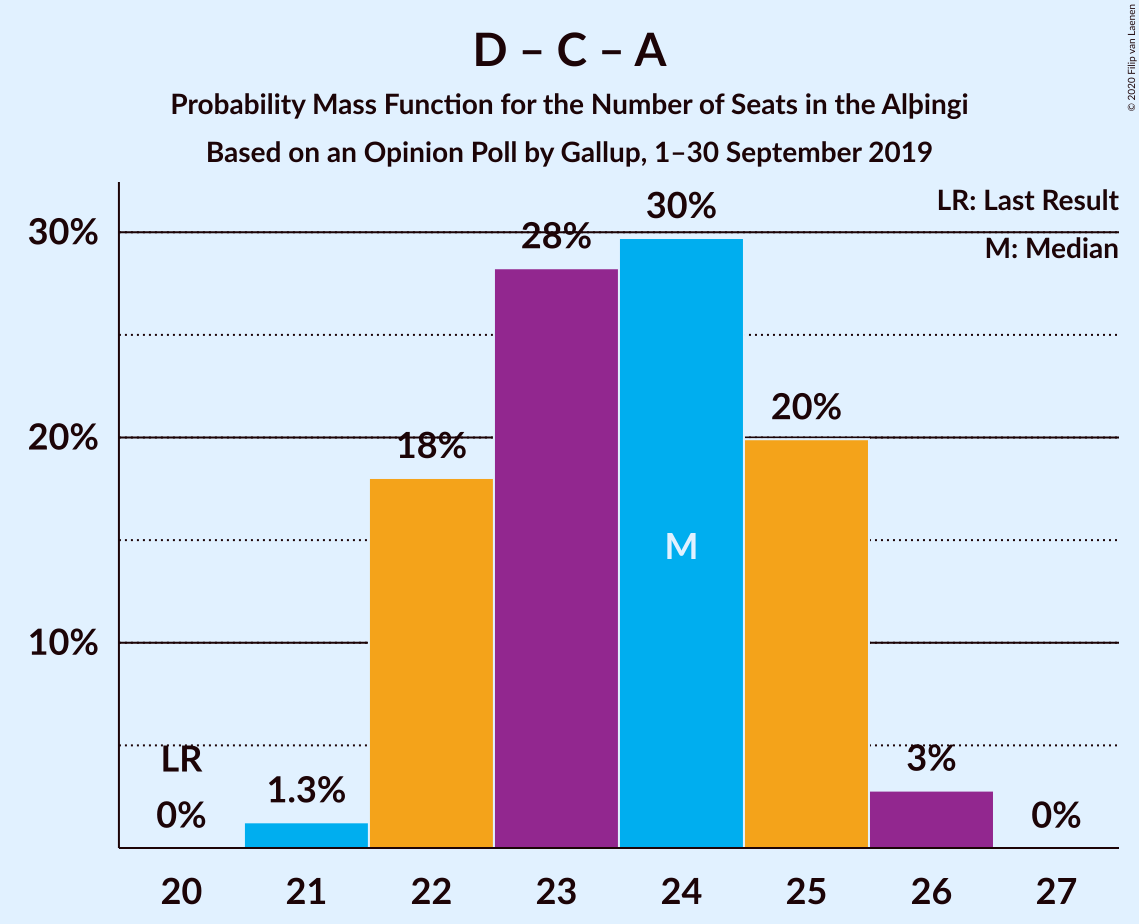 D – C – A
Probability Mass Function for the Number of Seats in the Alþingi
Based on an Opinion Poll by Gallup, 1–30 September 2019
© 2020 Filip van Laenen
LR: Last Result
M: Median
30%
20%
10%
LR
0%
1.3%
18%
28%
30%
M
20%
3%
0%
20 21 22 23 24 25 26 27